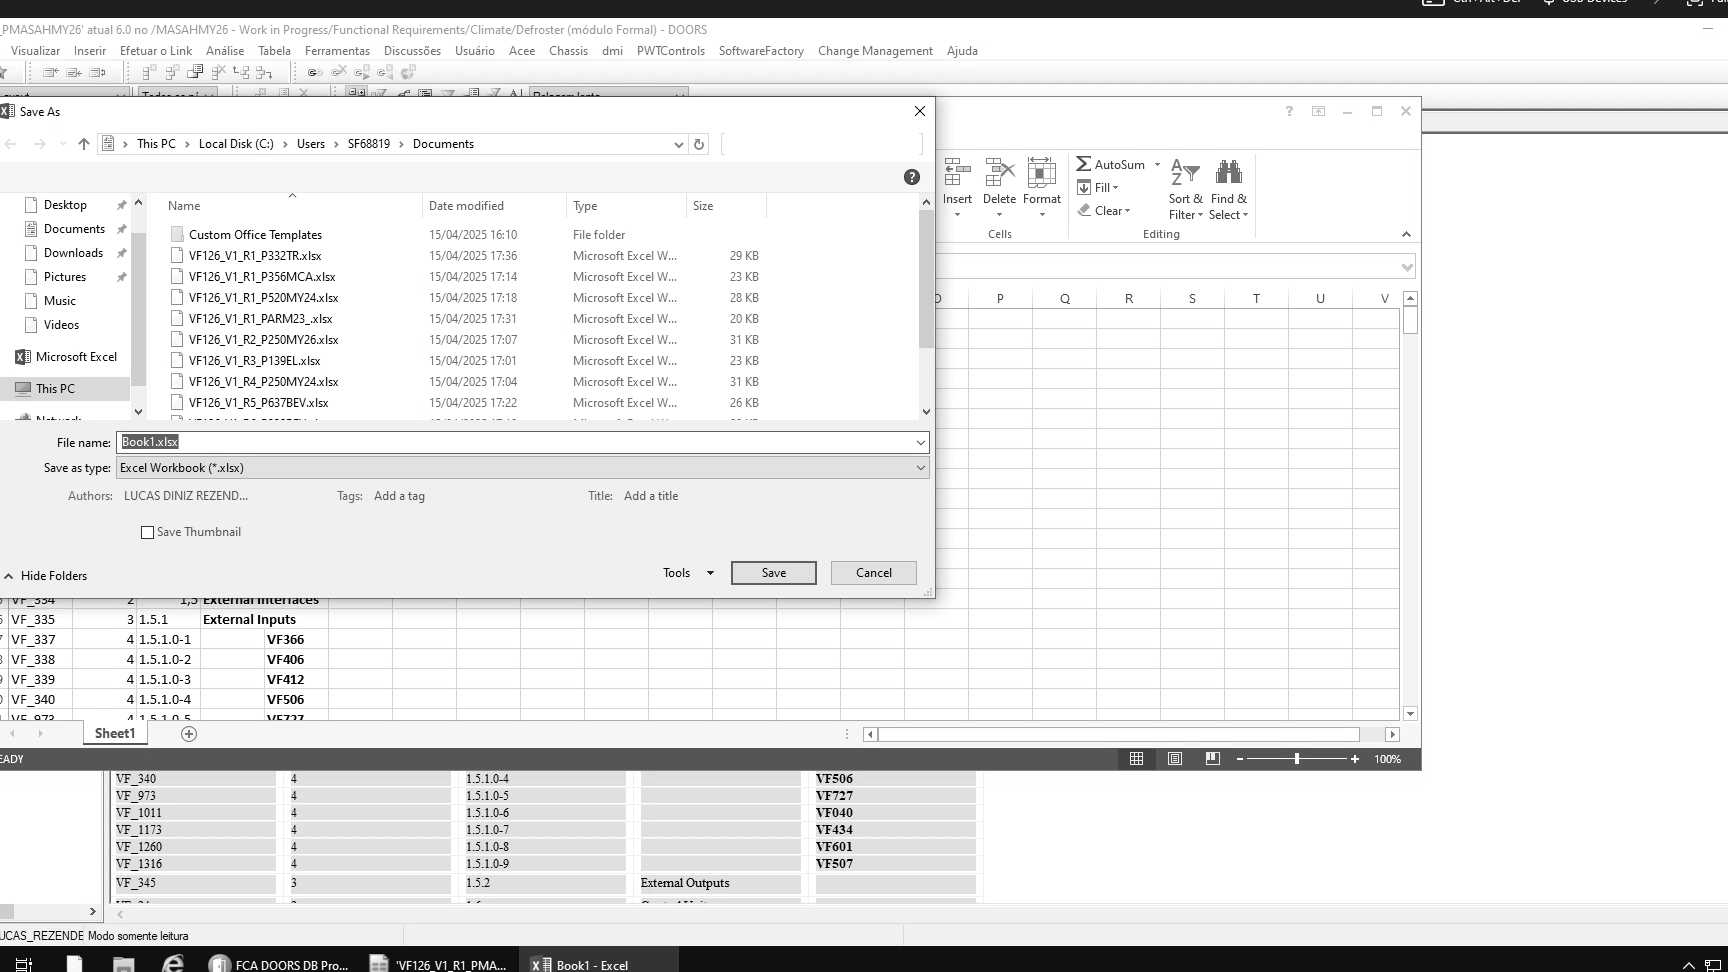 _PMASAHMY26' atual 6.0 no /MASAHMY26 - Work in Progress/Functional Requirements/Climate/Defroster (módulo Formal) - DOORS
Visualizar Inserir Efetuar o Link Análise Tabela Ferramentas Discussões Usuário Acee Chassis dmi PWTControls SoftwareFactory Change Management Ajuda
Save As
This PC Local Disk (C:) Users SF68819 Documents
Name Date modified Type Size
Desktop
Documents
Downloads
Pictures
Music
Videos
Microsoft Excel
This PC
Custom Office Templates 15/04/2025 16:10 File folder
VF126_V1_R1_P332TR.xlsx 15/04/2025 17:36 Microsoft Excel W... 29 KB
VF126_V1_R1_P356MCA.xlsx 15/04/2025 17:14 Microsoft Excel W... 23 KB
VF126_V1_R1_P520MY24.xlsx 15/04/2025 17:18 Microsoft Excel W... 28 KB
VF126_V1_R1_PARM23_.xlsx 15/04/2025 17:31 Microsoft Excel W... 20 KB
VF126_V1_R2_P250MY26.xlsx 15/04/2025 17:07 Microsoft Excel W... 31 KB
VF126_V1_R3_P139EL.xlsx 15/04/2025 17:01 Microsoft Excel W... 23 KB
VF126_V1_R4_P250MY24.xlsx 15/04/2025 17:04 Microsoft Excel W... 31 KB
VF126_V1_R5_P637BEV.xlsx 15/04/2025 17:22 Microsoft Excel W... 26 KB
File name: Book1.xlsx
Save as type: Excel Workbook (*.xlsx)
Authors: LUCAS DINIZ REZEND... Tags: Add a tag Title: Add a title
Save Thumbnail
Hide Folders Tools Save Cancel
Insert Delete Format
Cells
AutoSum
Fill
Clear
Sort & Filter
Find & Select
Editing
P Q R S T U V
VF_334 2 1,5 External Interfaces
VF_335 3 1.5.1 External Inputs
VF_337 4 1.5.1.0-1 VF366
VF_338 4 1.5.1.0-2 VF406
VF_339 4 1.5.1.0-3 VF412
VF_340 4 1.5.1.0-4 VF506
VF_973 4 1.5.1.0-5 VF727
Sheet1
EADY 100%
VF_340 4 1.5.1.0-4 VF506
VF_973 4 1.5.1.0-5 VF727
VF_1011 4 1.5.1.0-6 VF040
VF_1173 4 1.5.1.0-7 VF434
VF_1260 4 1.5.1.0-8 VF601
VF_1316 4 1.5.1.0-9 VF507
VF_345 3 1.5.2 External Outputs
UCAS_REZENDE Modo somente leitura
FCA DOORS DB Pro... 'VF126_V1_R1_PMA... Book1 - Excel